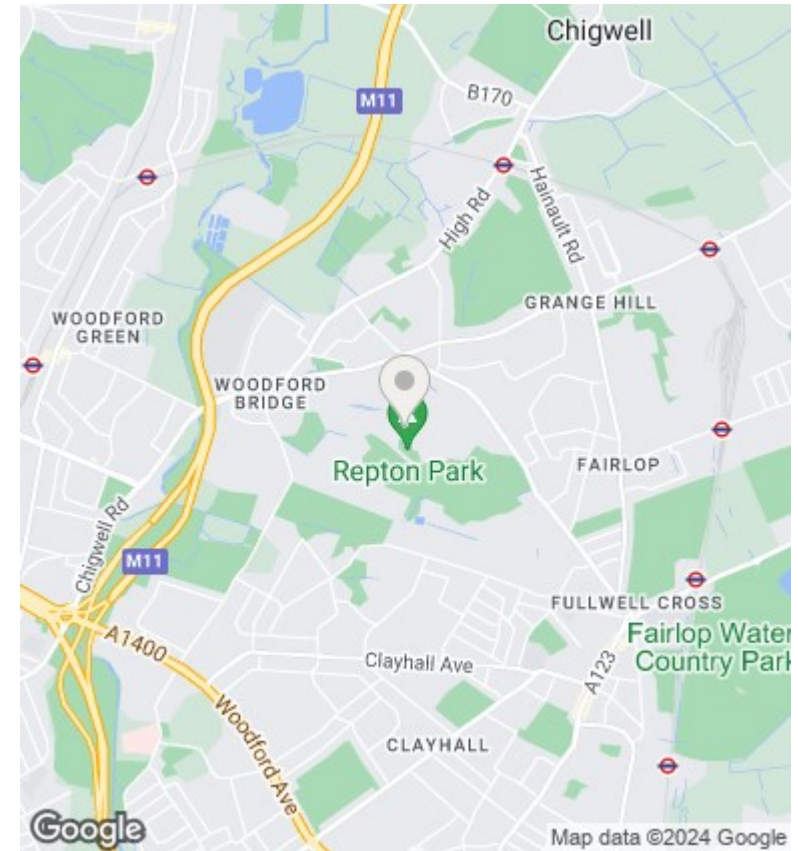 Chigwell
M11
B170
High Rd
Hainault Rd
GRANGE HILL
WOODFORD
GREEN
WOODFORD
BRIDGE
Repton Park
FAIRLOP
Chigwell Rd
M11
FULLWELL CROSS
A1400
Fairlop Water
Country Park
Clayhall Ave
A123
Woodford Ave
CLAYHALL
Google
Map data ©2024 Google